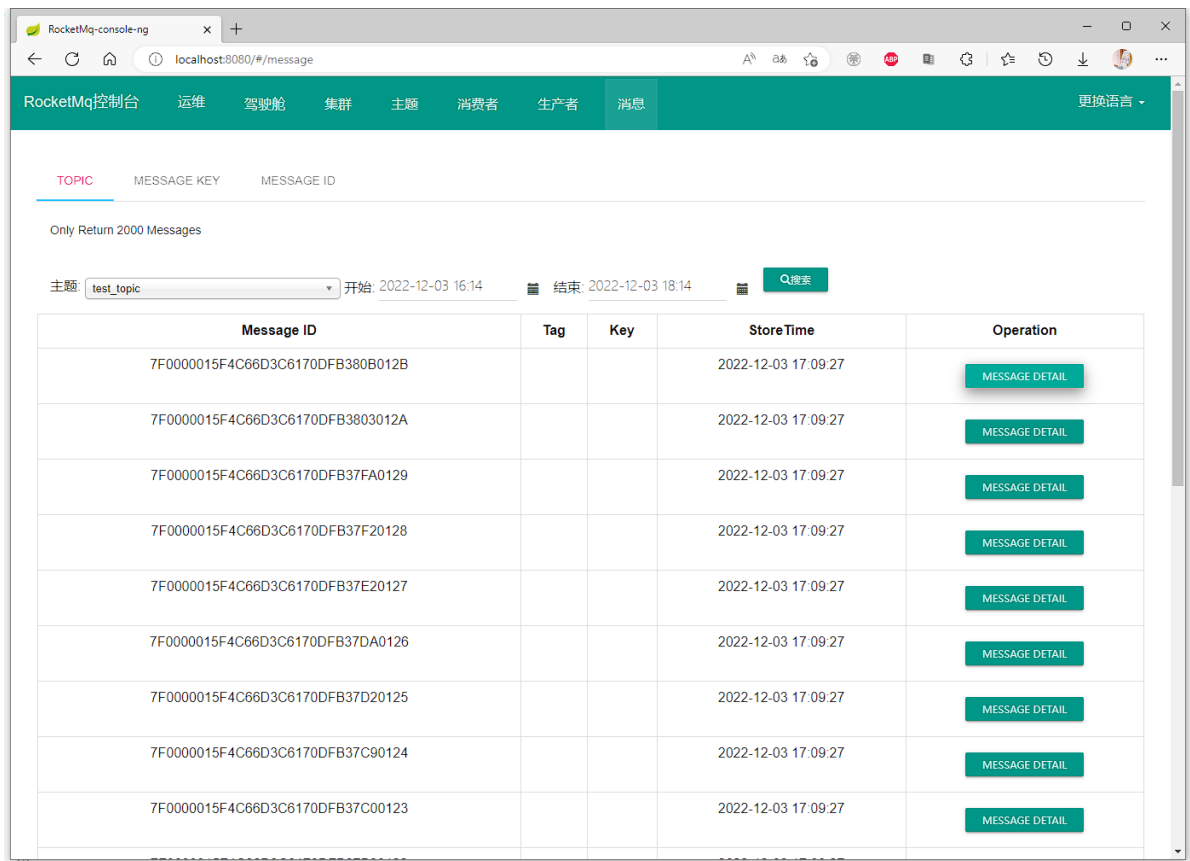 RocketMq-console-ng
localhost:8080/#/message
RocketMq控制台 运维 驾驶舱 集群 主题 消费者 生产者 消息 更换语言
TOPIC MESSAGE KEY MESSAGE ID
Only Return 2000 Messages
主题: test_topic 开始: 2022-12-03 16:14 结束: 2022-12-03 18:14 搜索
Message ID Tag Key StoreTime Operation
7F0000015F4C66D3C6170DFB380B012B 2022-12-03 17:09:27 MESSAGE DETAIL
7F0000015F4C66D3C6170DFB3803012A 2022-12-03 17:09:27 MESSAGE DETAIL
7F0000015F4C66D3C6170DFB37FA0129 2022-12-03 17:09:27 MESSAGE DETAIL
7F0000015F4C66D3C6170DFB37F20128 2022-12-03 17:09:27 MESSAGE DETAIL
7F0000015F4C66D3C6170DFB37E20127 2022-12-03 17:09:27 MESSAGE DETAIL
7F0000015F4C66D3C6170DFB37DA0126 2022-12-03 17:09:27 MESSAGE DETAIL
7F0000015F4C66D3C6170DFB37D20125 2022-12-03 17:09:27 MESSAGE DETAIL
7F0000015F4C66D3C6170DFB37C90124 2022-12-03 17:09:27 MESSAGE DETAIL
7F0000015F4C66D3C6170DFB37C00123 2022-12-03 17:09:27 MESSAGE DETAIL